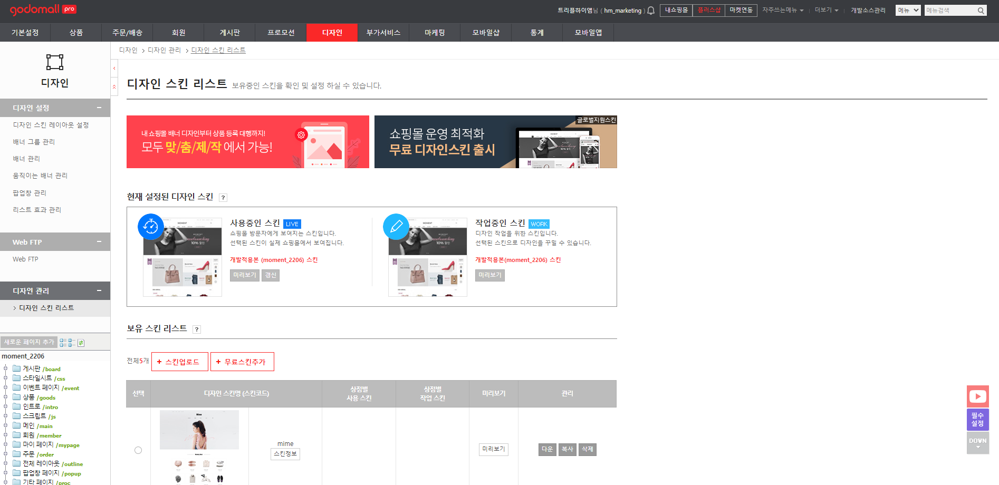 godomall pro
트리플하이엠님 ( hm_marketing ) 내쇼핑몰 플러스샵 마켓연동 자주쓰는메뉴 더보기 개발소스관리 메뉴 메뉴검색
기본설정 상품 주문/배송 회원 게시판 프로모션 디자인 부가서비스 마케팅 모바일샵 통계 모바일앱
디자인 > 디자인 관리 > 디자인 스킨 리스트
디자인
디자인 설정
디자인 스킨 레이아웃 설정
배너 그룹 관리
배너 관리
움직이는 배너 관리
팝업창 관리
리스트 효과 관리
Web FTP
Web FTP
디자인 관리
> 디자인 스킨 리스트
새로운 페이지 추가
moment_2206
게시판 /board
스타일시트 /css
이벤트 페이지 /event
상품 /goods
인트로 /intro
스크립트 /js
메인 /main
회원 /member
마이 페이지 /mypage
주문 /order
전체 레이아웃 /outline
팝업창 페이지 /popup
기타 페이지 /proc
디자인 스킨 리스트 보유중인 스킨을 확인 및 설정 하실 수 있습니다.
내 쇼핑몰 배너 디자인부터 상품 등록 대행까지!
모두 맞/춤/제/작 에서 가능!
글로벌지원스킨
쇼핑몰 운영 최적화
무료 디자인스킨 출시
현재 설정된 디자인 스킨 ?
MOMENT
10% 할인
사용중인 스킨 LIVE
쇼핑몰 방문자에게 보여지는 스킨입니다.
선택된 스킨이 실제 쇼핑몰에서 보여집니다.
개발적용본 (moment_2206) 스킨
미리보기 갱신
MOMENT
10% 할인
작업중인 스킨 WORK
디자인 작업을 위한 스킨입니다.
선택된 스킨으로 디자인을 꾸밀 수 있습니다.
개발적용본(moment_2206) 스킨
미리보기
보유 스킨 리스트 ?
전체5개 + 스킨업로드 + 무료스킨추가
선택 디자인 스킨명 (스킨코드) 상점별 사용 스킨 상점별 작업 스킨 미리보기 관리
Mime
mime
스킨정보
미리보기
다운 복사 삭제
필수
설정
DOWN